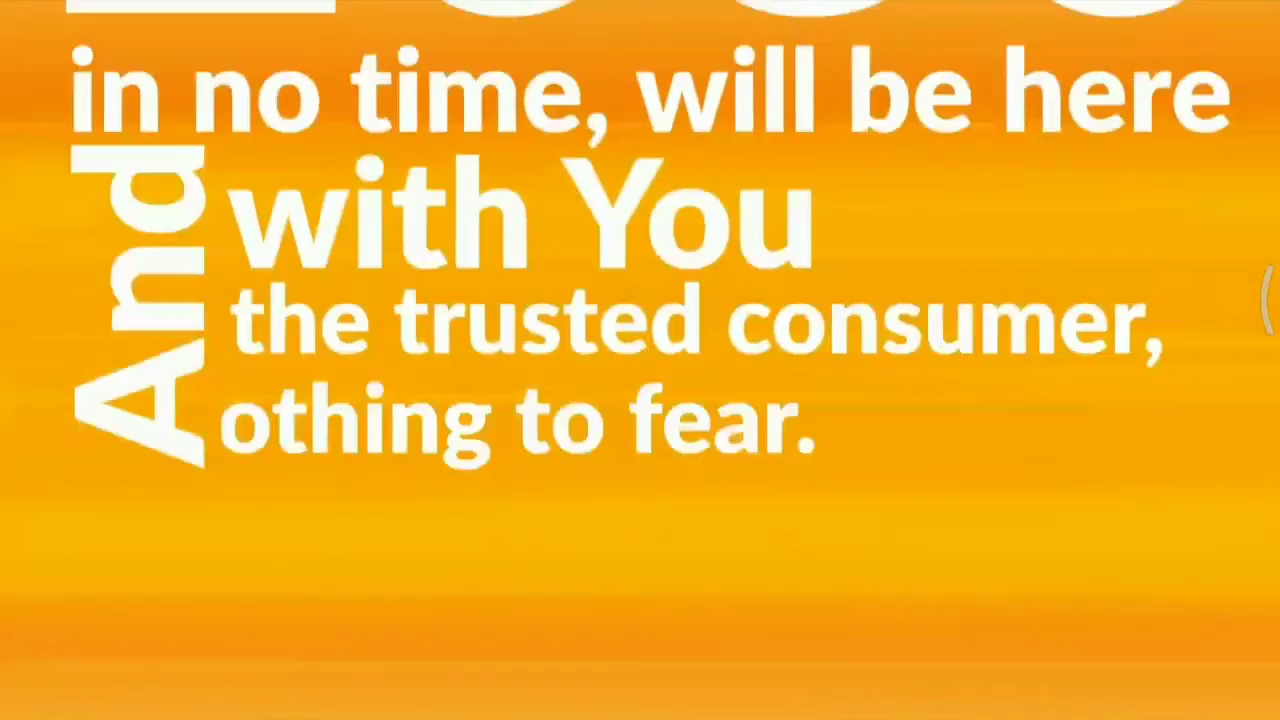 in no time, will be here
And
with You
the trusted consumer,
othing to fear.